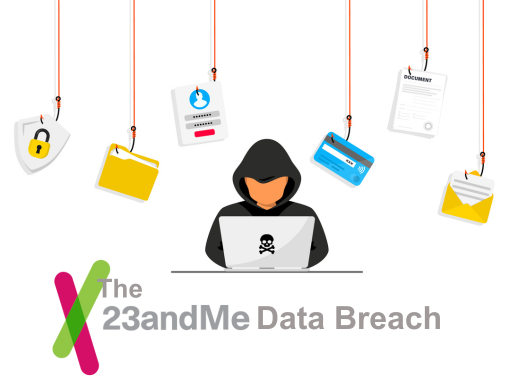 DOCUMENT
The
23andMe Data Breach